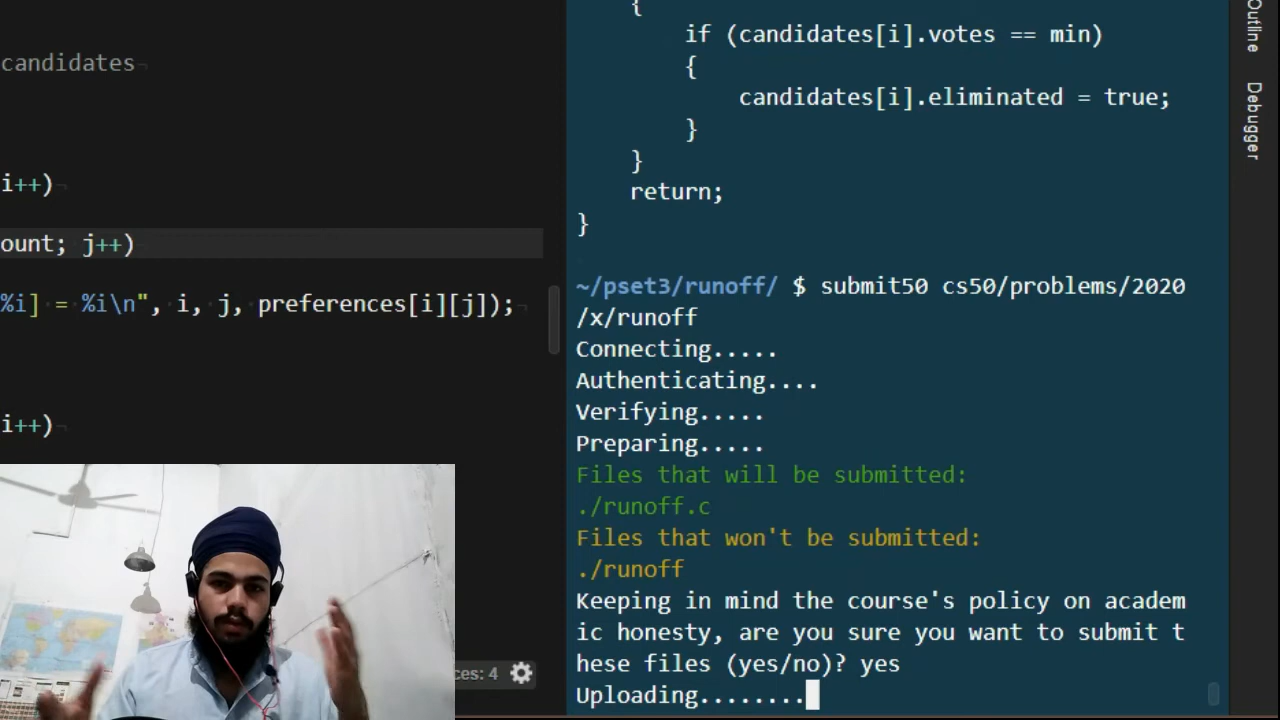 candidates
i++)
ount; j++)
%i] = %i\n", i, j, preferences[i][j]);
i++)
ces: 4
{
if (candidates[i].votes == min)
{
candidates[i].eliminated = true;
}
}
return;
}
~/pset3/runoff/ $ submit50 cs50/problems/2020
/x/runoff
Connecting.....
Authenticating....
Verifying.....
Preparing.....
Files that will be submitted:
./runoff.c
Files that won't be submitted:
./runoff
Keeping in mind the course's policy on academ
ic honesty, are you sure you want to submit t
hese files (yes/no)? yes
Uploading........
Outline
Debugger